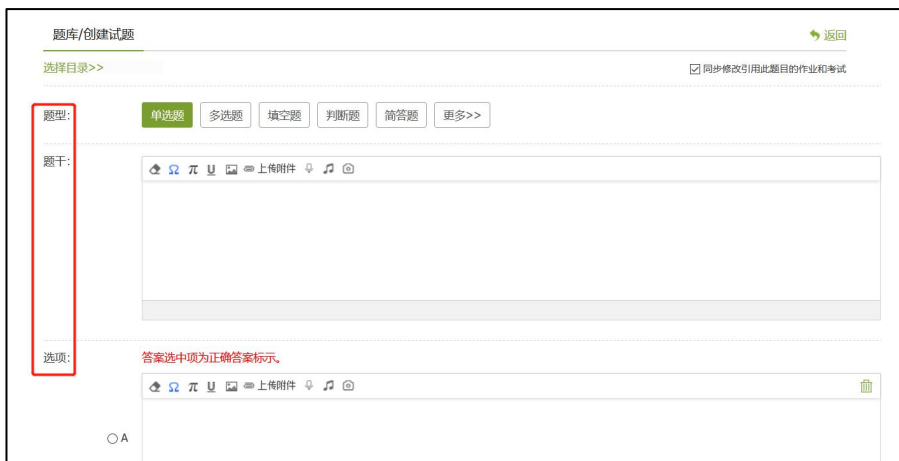 题库/创建试题 返回
选择目录>> 同步修改引用此题目的作业和考试
题型: 单选题 多选题 填空题 判断题 简答题 更多>>
题干:
Ω π U 上传附件
选项: 答案选中项为正确答案标示。
Ω π U 上传附件
A